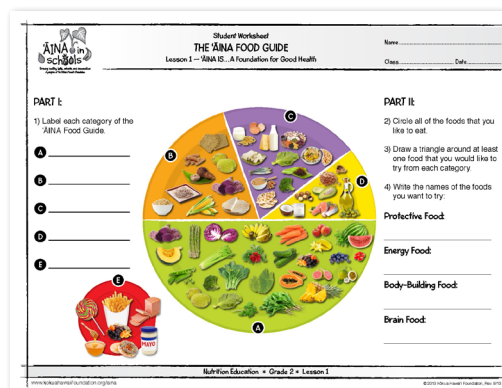 Student Worksheet
THE 'ĀINA FOOD GUIDE
Lesson 1 — 'ĀINA IS...A Foundation for Good Health
'ĀINA in
schools
Name
Class Date
PART I:
1) Label each category of the
'ĀINA Food Guide.
A
B
C
D
E
B
C
D
A
E
MAYO
PART II:
2) Circle all of the foods that you
like to eat.
3) Draw a triangle around at least
one food that you would like to
try from each category.
4) Write the names of the foods
you want to try:
Protective Food:
Energy Food:
Body-Building Food:
Brain Food:
Nutrition Education • Grade 2 • Lesson 1
www.kokuahawaiifoundation.org/aina